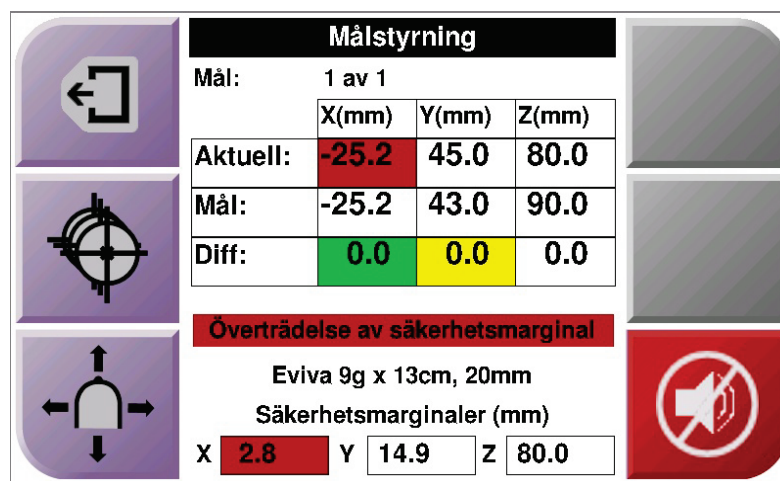 Målstyrning
Mål: 1 av 1
X(mm) Y(mm) Z(mm)
Aktuell: -25.2 45.0 80.0
Mål: -25.2 43.0 90.0
Diff: 0.0 0.0 0.0
Överträdelse av säkerhetsmarginal
Eviva 9g x 13cm, 20mm
Säkerhetsmarginaler (mm)
X 2.8 Y 14.9 Z 80.0